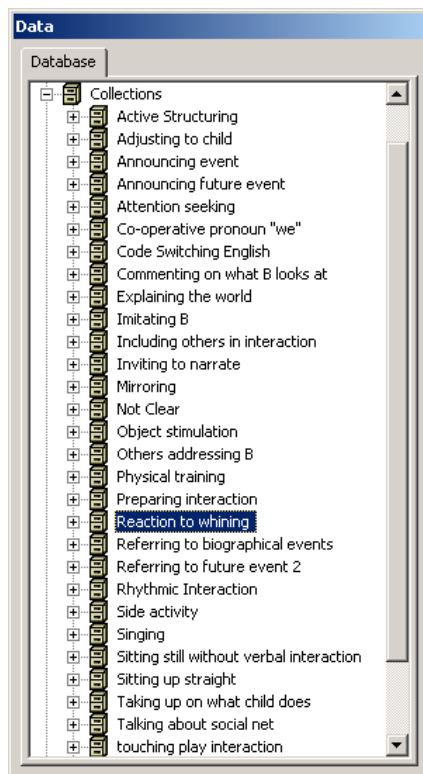 Data
Database
Collections
Active Structuring
Adjusting to child
Announcing event
Announcing future event
Attention seeking
Co-operative pronoun "we"
Code Switching English
Commenting on what B looks at
Explaining the world
Imitating B
Including others in interaction
Inviting to narrate
Mirroring
Not Clear
Object stimulation
Others addressing B
Physical training
Preparing interaction
Reaction to whining
Referring to biographical events
Referring to future event 2
Rhythmic Interaction
Side activity
Singing
Sitting still without verbal interaction
Sitting up straight
Taking up on what child does
Talking about social net
touching play interaction